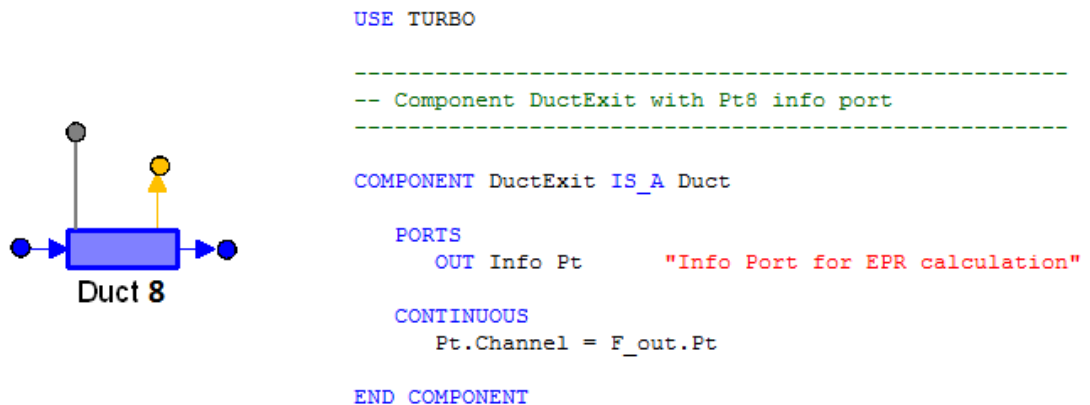 USE TURBO
-----------------------------------------------------
-- Component DuctExit with Pt8 info port
-----------------------------------------------------
COMPONENT DuctExit IS_A Duct
PORTS
OUT Info Pt "Info Port for EPR calculation"
CONTINUOUS
Pt.Channel = F_out.Pt
END COMPONENT
Duct 8